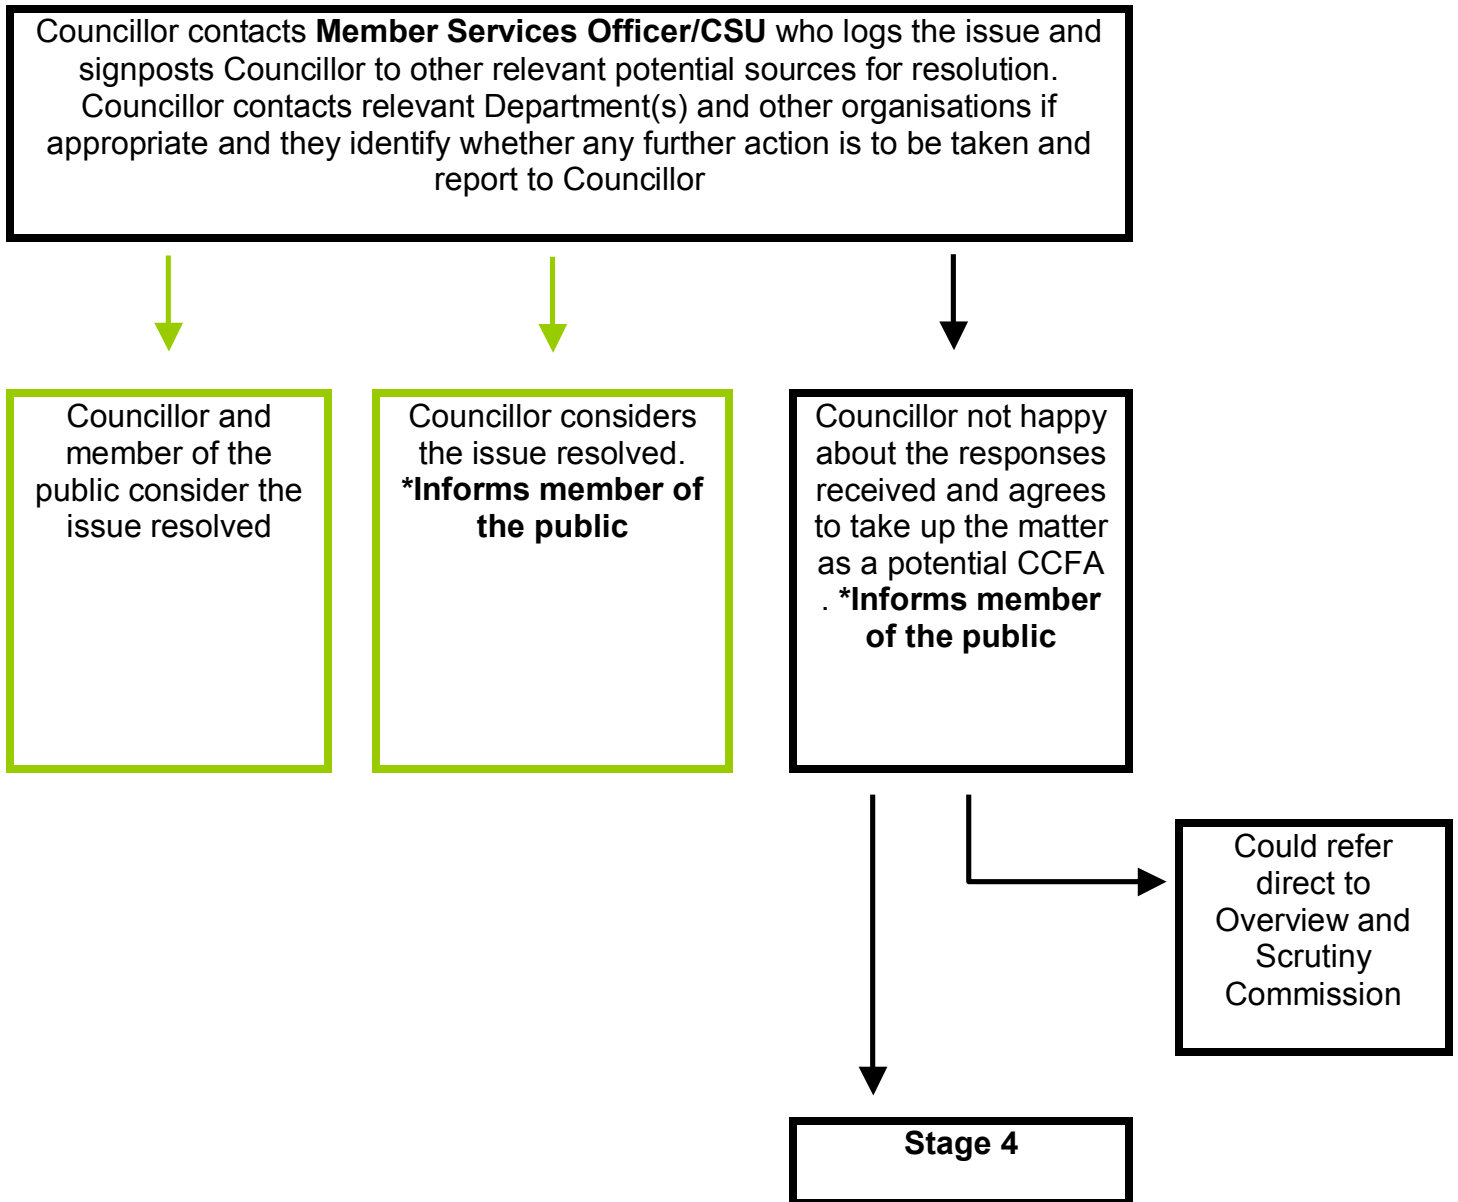 Councillor contacts Member Services Officer/CSU who logs the issue and
signposts Councillor to other relevant potential sources for resolution.
Councillor contacts relevant Department(s) and other organisations if
appropriate and they identify whether any further action is to be taken and
report to Councillor
Councillor and
member of the
public consider the
issue resolved
Councillor considers
the issue resolved.
*Informs member of
the public
Councillor not happy
about the responses
received and agrees
to take up the matter
as a potential CCFA
. *Informs member
of the public
Could refer
direct to
Overview and
Scrutiny
Commission
Stage 4